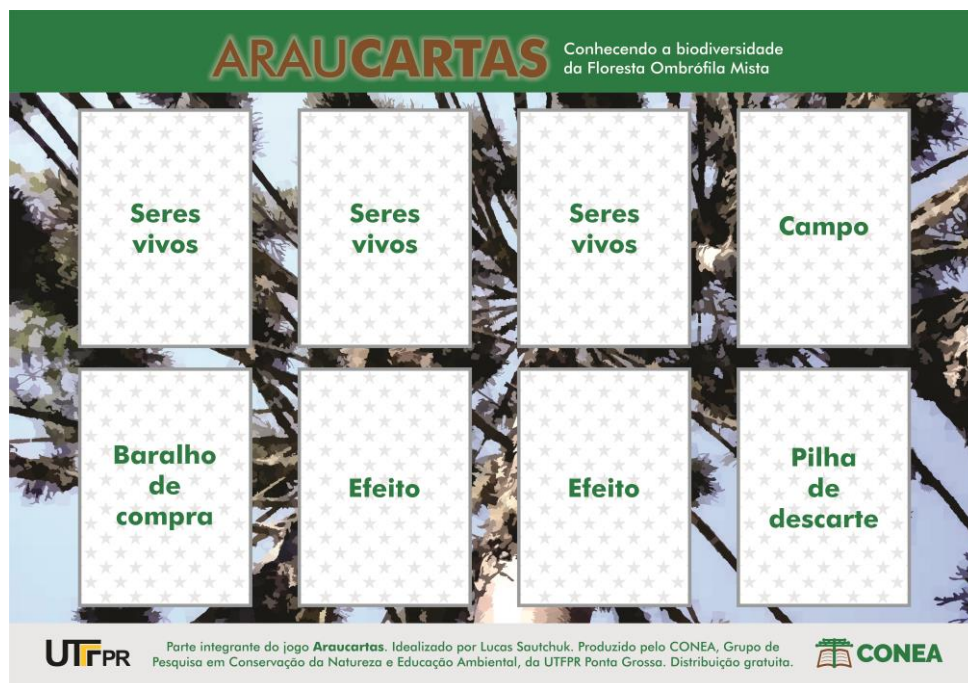 ARAUCARTAS
Conhecendo a biodiversidade
da Floresta Ombrófila Mista
Seres
vivos
Seres
vivos
Seres
vivos
Campo
Baralho
de
compra
Efeito
Efeito
Pilha
de
descarte
UTFPR
Parte integrante do jogo Araucartas. Idealizado por Lucas Sautchuk. Produzido pelo CONEA, Grupo de
Pesquisa em Conservação da Natureza e Educação Ambiental, da UTFPR Ponta Grossa. Distribuição gratuita.
CONEA